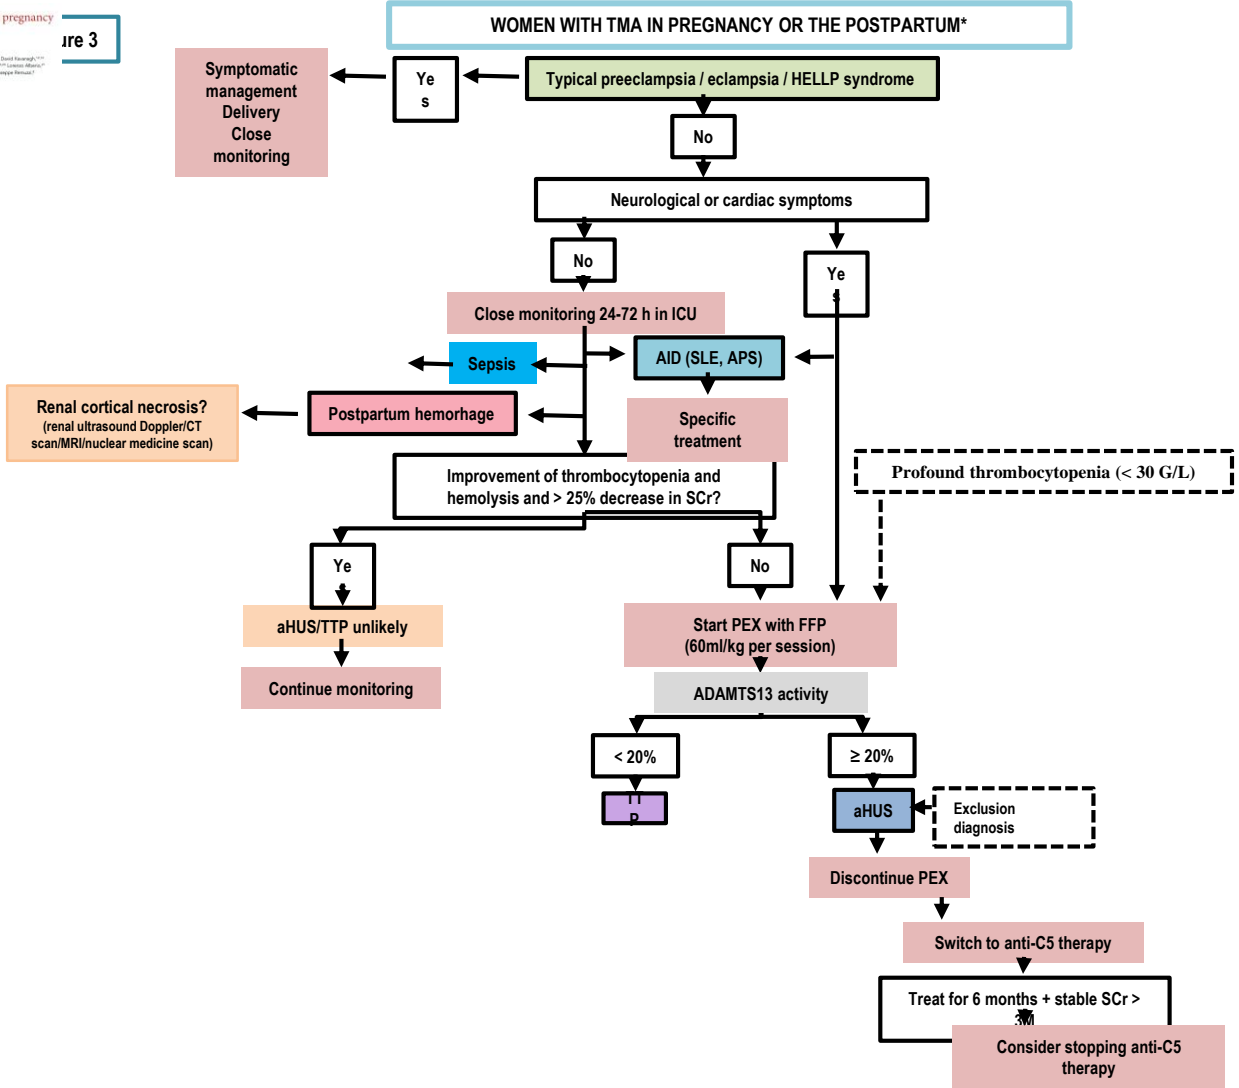 pregnancy
ure 3
WOMEN WITH TMA IN PREGNANCY OR THE POSTPARTUM*
Typical preeclampsia / eclampsia / HELLP syndrome
Ye
s
Symptomatic
management
Delivery
Close
monitoring
No
Neurological or cardiac symptoms
No
Ye
s
Close monitoring 24-72 h in ICU
Sepsis
AID (SLE, APS)
Renal cortical necrosis?
(renal ultrasound Doppler/CT
scan/MRI/nuclear medicine scan)
Postpartum hemorhage
Specific
treatment
Improvement of thrombocytopenia and
hemolysis and > 25% decrease in SCr?
Profound thrombocytopenia (< 30 G/L)
Ye
No
aHUS/TTP unlikely
Continue monitoring
Start PEX with FFP
(60ml/kg per session)
ADAMTS13 activity
< 20%
≥ 20%
TT
P
aHUS
Exclusion
diagnosis
Discontinue PEX
Switch to anti-C5 therapy
Treat for 6 months + stable SCr >
3M
Consider stopping anti-C5
therapy